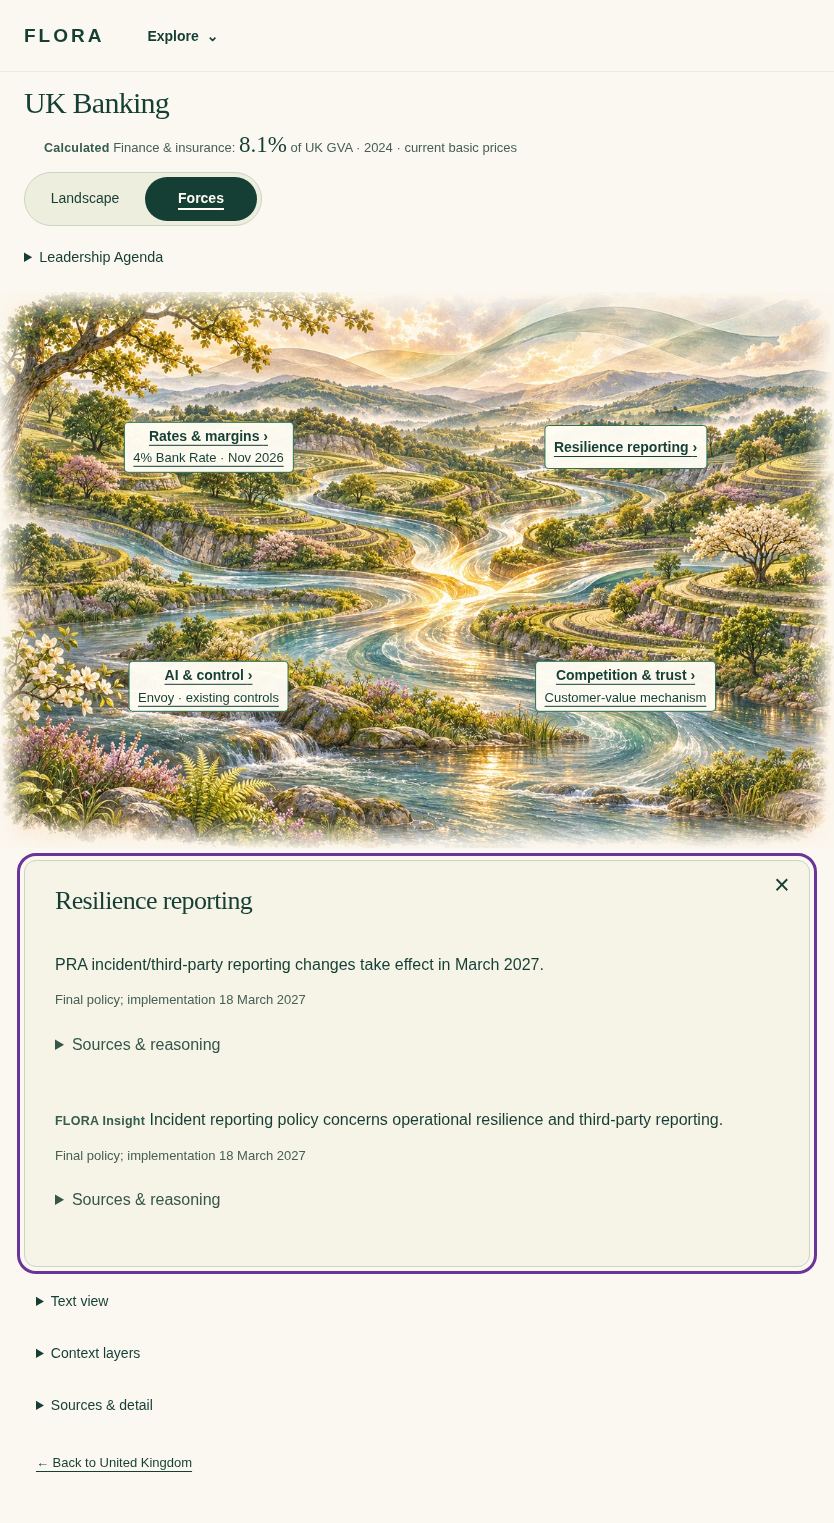 FLORA
Explore ⌄
UK Banking
Calculated Finance & insurance: 8.1% of UK GVA · 2024 · current basic prices
Landscape
Forces
▶ Leadership Agenda
Rates & margins ›
4% Bank Rate · Nov 2026
Resilience reporting ›
AI & control ›
Envoy · existing controls
Competition & trust ›
Customer-value mechanism
✕
Resilience reporting
PRA incident/third-party reporting changes take effect in March 2027.
Final policy; implementation 18 March 2027
▶ Sources & reasoning
FLORA Insight Incident reporting policy concerns operational resilience and third-party reporting.
Final policy; implementation 18 March 2027
▶ Sources & reasoning
▶ Text view
▶ Context layers
▶ Sources & detail
← Back to United Kingdom